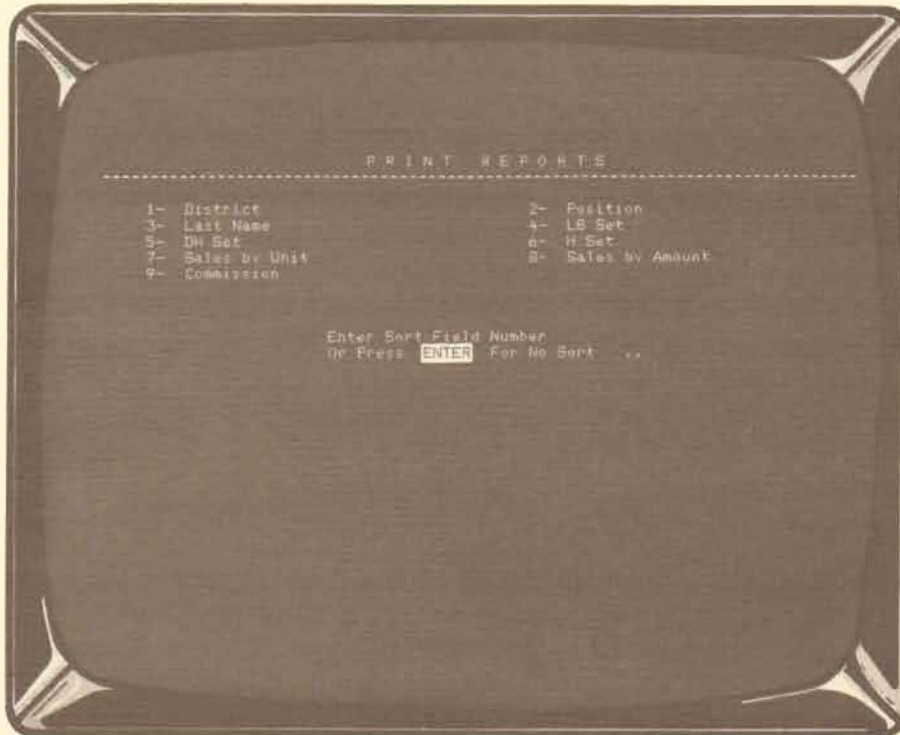 PRINT REPORTS
1- District 2- Position
3- Last Name 4- LB Set
5- DH Set 6- H Set
7- Sales by Unit 8- Sales by Amount
9- Commission
Enter Sort Field Number
Or Press ENTER For No Sort ..